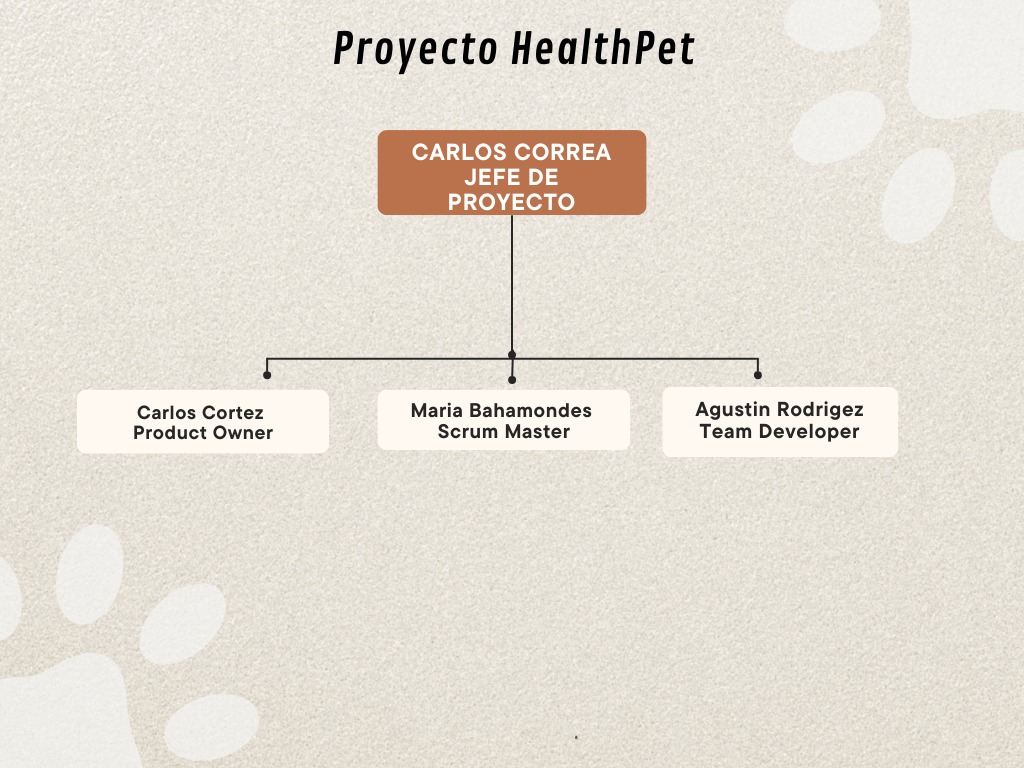 Proyecto HealthPet
CARLOS CORREA
JEFE DE
PROYECTO
Carlos Cortez
Product Owner
Maria Bahamondes
Scrum Master
Agustin Rodrigez
Team Developer